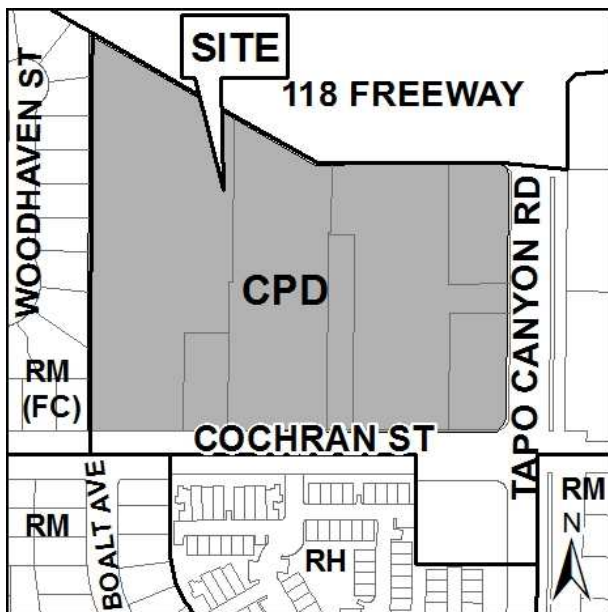 SITE
118 FREEWAY
WOODHAVEN ST
TAPO CANYON RD
CPD
RM
(FC)
COCHRAN ST
RM
BOALT AVE
RH
RM
N